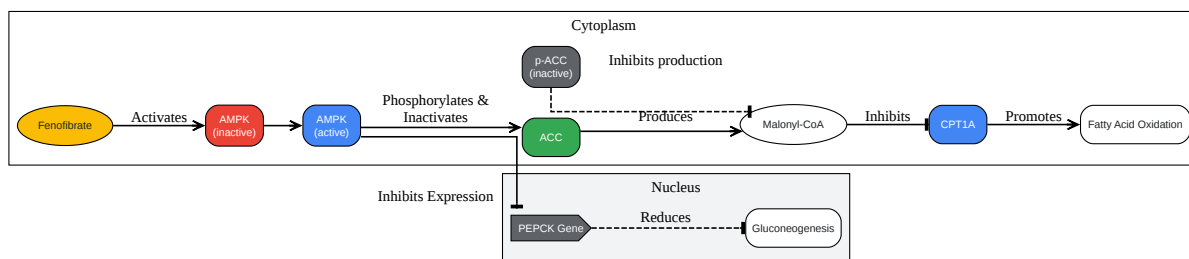 Cytoplasm
p-ACC
(inactive)
Inhibits production
Phosphorylates &
Inactivates
Fenofibrate
Activates
AMPK
(inactive)
AMPK
(active)
ACC
Produces
Malonyl-CoA
Inhibits
CPT1A
Promotes
Fatty Acid Oxidation
Inhibits Expression
Nucleus
PEPCK Gene
Reduces
Gluconeogenesis